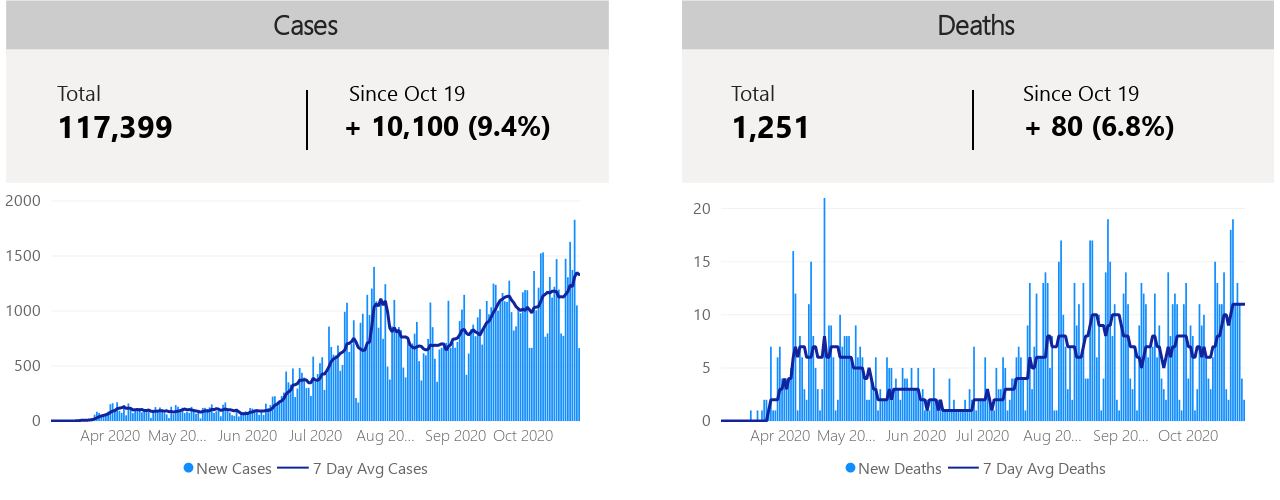 Cases
Total
117,399
Since Oct 19
+ 10,100 (9.4%)
2000
1500
1000
500
0
Apr 2020 May 20... Jun 2020 Jul 2020 Aug 20... Sep 2020 Oct 2020
New Cases 7 Day Avg Cases
Deaths
Total
1,251
Since Oct 19
+ 80 (6.8%)
20
15
10
5
0
Apr 2020 May 20... Jun 2020 Jul 2020 Aug 20... Sep 20... Oct 2020
New Deaths 7 Day Avg Deaths